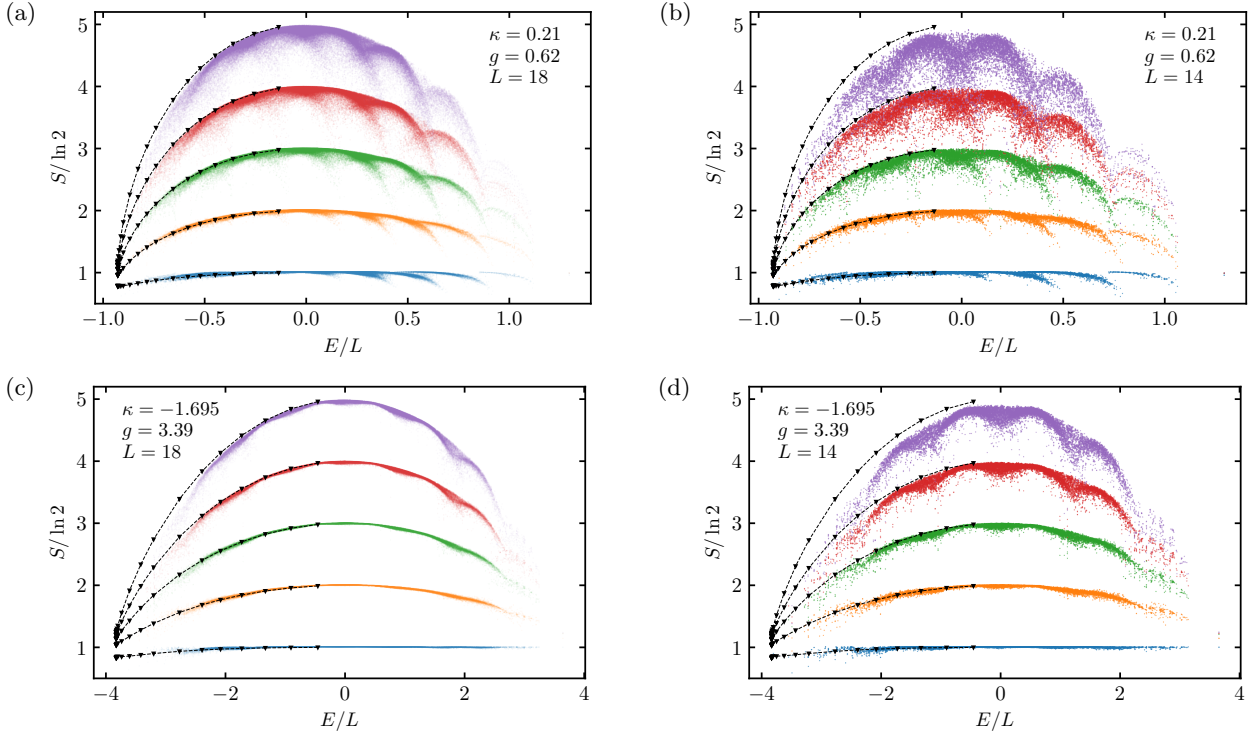 (a)
κ = 0.21
g = 0.62
L = 18
S/ ln 2
5
4
3
2
1
−1.0 −0.5 0.0 0.5 1.0
E/L
(b)
κ = 0.21
g = 0.62
L = 14
S/ ln 2
5
4
3
2
1
−1.0 −0.5 0.0 0.5 1.0
E/L
(c)
κ = −1.695
g = 3.39
L = 18
S/ ln 2
5
4
3
2
1
−4 −2 0 2 4
E/L
(d)
κ = −1.695
g = 3.39
L = 14
S/ ln 2
5
4
3
2
1
−4 −2 0 2 4
E/L